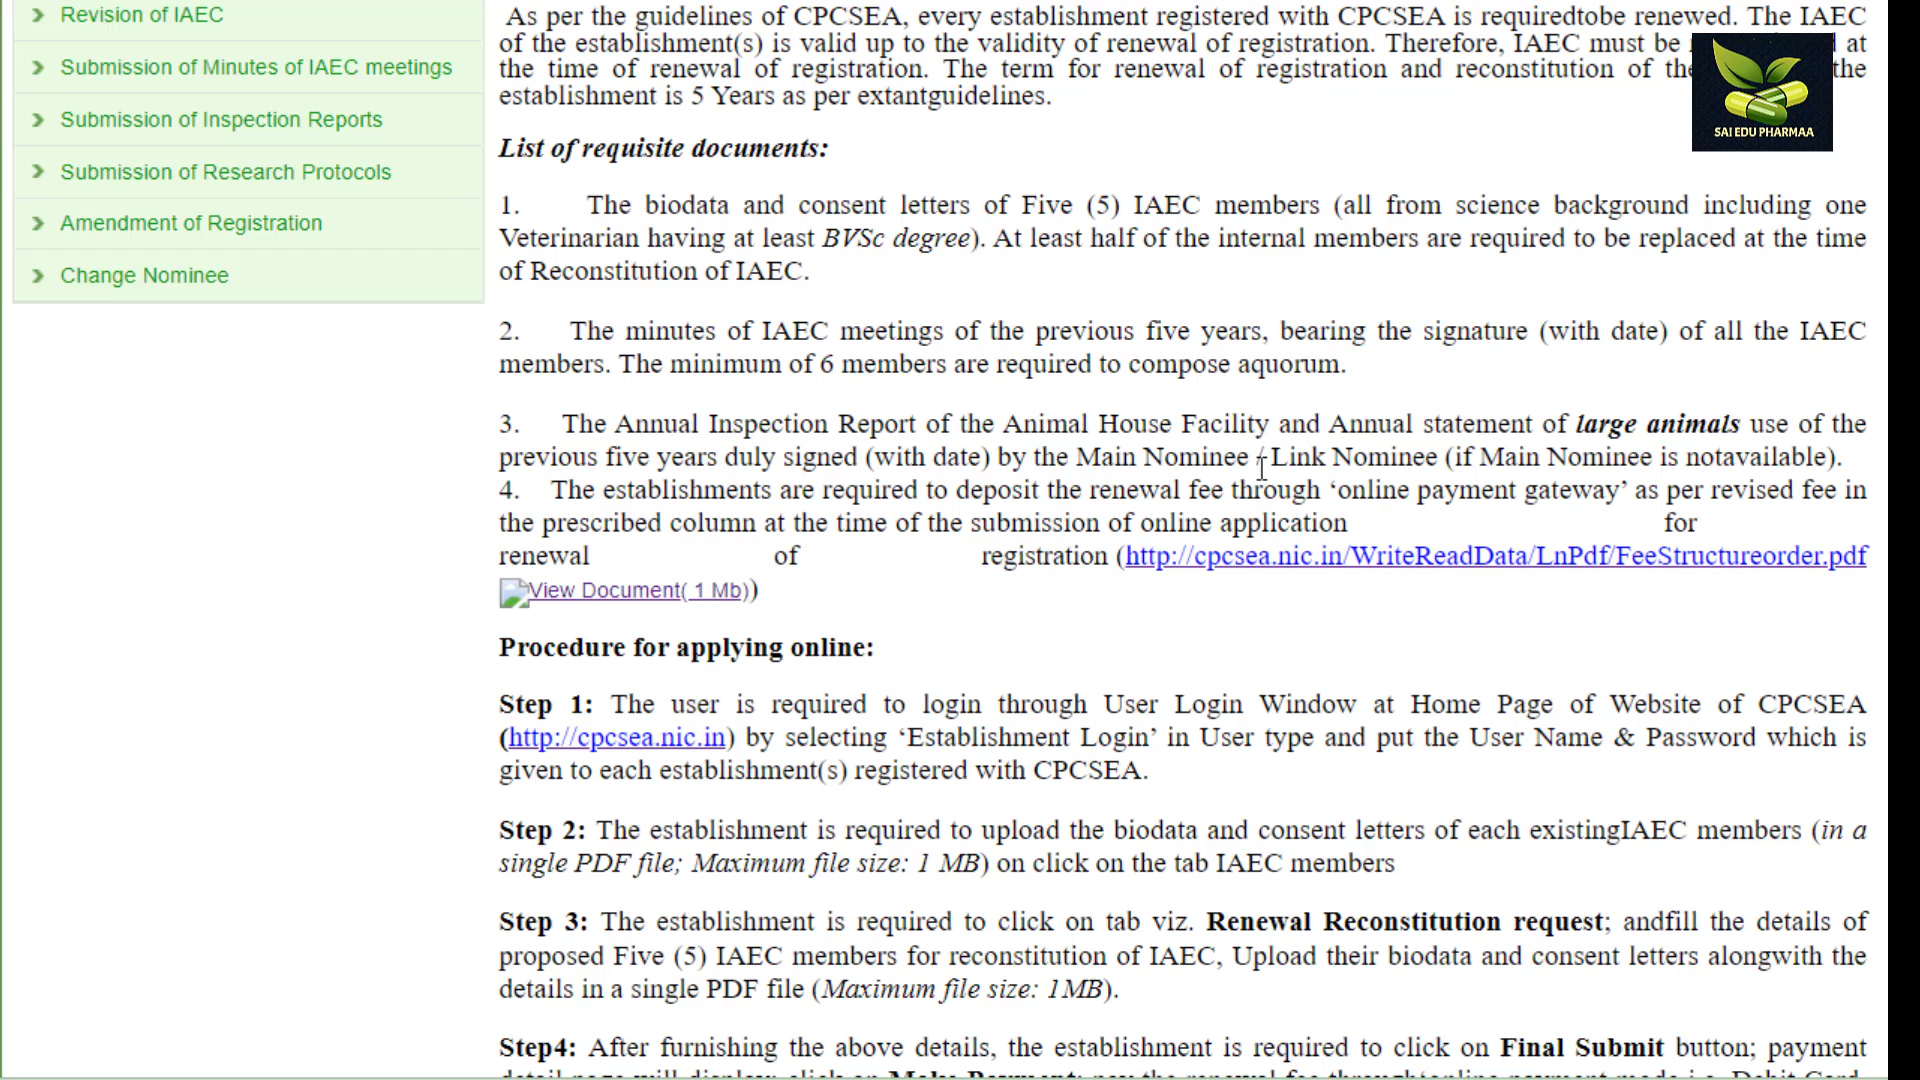 Revision of IAEC
Submission of Minutes of IAEC meetings
Submission of Inspection Reports
Submission of Research Protocols
Amendment of Registration
Change Nominee
As per the guidelines of CPCSEA, every establishment registered with CPCSEA is requiredtobe renewed. The IAEC
of the establishment(s) is valid up to the validity of renewal of registration. Therefore, IAEC must be at
the time of renewal of registration. The term for renewal of registration and reconstitution of the
establishment is 5 Years as per extantguidelines.
SAI EDU PHARMAA
List of requisite documents:
1. The biodata and consent letters of Five (5) IAEC members (all from science background including one
Veterinarian having at least BVSc degree). At least half of the internal members are required to be replaced at the time
of Reconstitution of IAEC.
2. The minutes of IAEC meetings of the previous five years, bearing the signature (with date) of all the IAEC
members. The minimum of 6 members are required to compose aquorum.
3. The Annual Inspection Report of the Animal House Facility and Annual statement of large animals use of the
previous five years duly signed (with date) by the Main Nominee / Link Nominee (if Main Nominee is notavailable).
4. The establishments are required to deposit the renewal fee through ‘online payment gateway’ as per revised fee in
the prescribed column at the time of the submission of online application for
renewal of registration (http://cpcsea.nic.in/WriteReadData/LnPdf/FeeStructureorder.pdf
View Document( 1 Mb))
Procedure for applying online:
Step 1: The user is required to login through User Login Window at Home Page of Website of CPCSEA
(http://cpcsea.nic.in) by selecting ‘Establishment Login’ in User type and put the User Name & Password which is
given to each establishment(s) registered with CPCSEA.
Step 2: The establishment is required to upload the biodata and consent letters of each existingIAEC members (in a
single PDF file; Maximum file size: 1 MB) on click on the tab IAEC members
Step 3: The establishment is required to click on tab viz. Renewal Reconstitution request; andfill the details of
proposed Five (5) IAEC members for reconstitution of IAEC, Upload their biodata and consent letters alongwith the
details in a single PDF file (Maximum file size: 1MB).
Step4: After furnishing the above details, the establishment is required to click on Final Submit button; payment